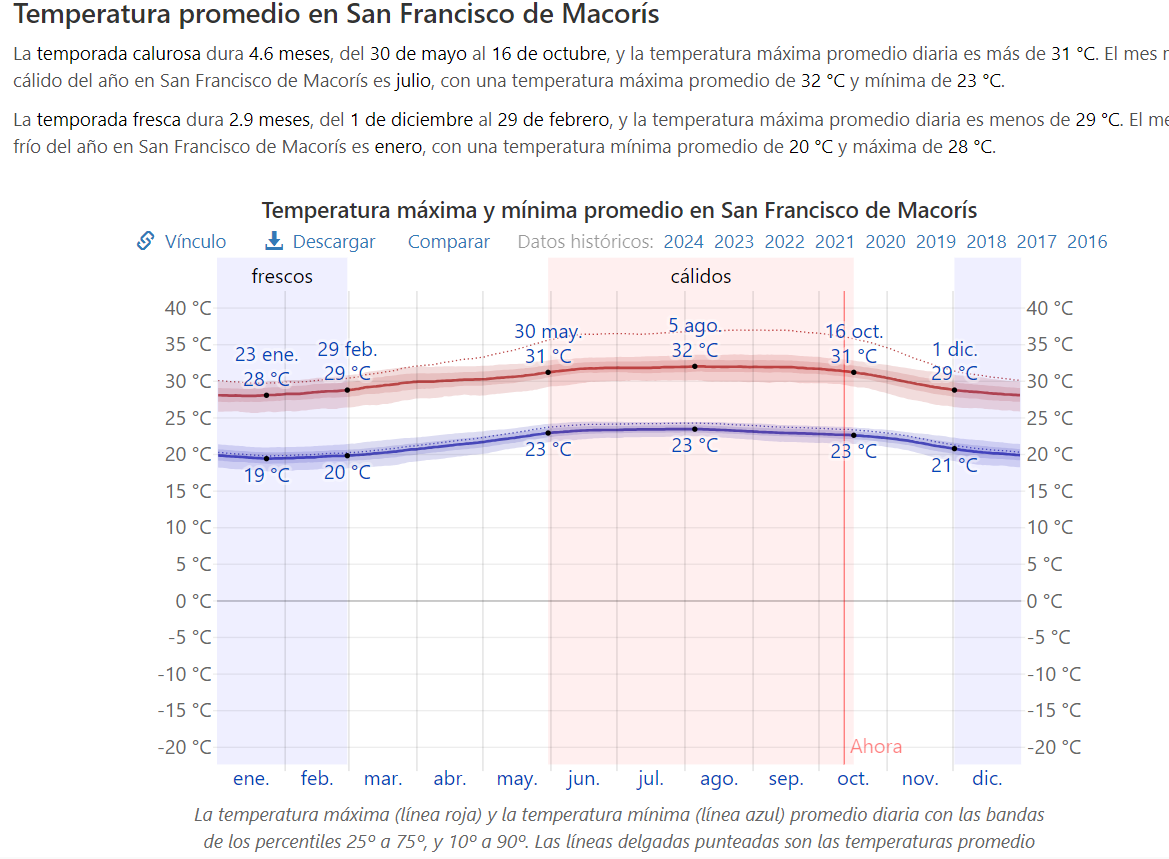 Temperatura promedio en San Francisco de Macorís
La temporada calurosa dura 4.6 meses, del 30 de mayo al 16 de octubre, y la temperatura máxima promedio diaria es más de 31 °C. El mes
cálido del año en San Francisco de Macorís es julio, con una temperatura máxima promedio de 32 °C y mínima de 23 °C.
La temporada fresca dura 2.9 meses, del 1 de diciembre al 29 de febrero, y la temperatura máxima promedio diaria es menos de 29 °C. El
frío del año en San Francisco de Macorís es enero, con una temperatura mínima promedio de 20 °C y máxima de 28 °C.
Temperatura máxima y mínima promedio en San Francisco de Macorís
Vínculo Descargar Comparar Datos históricos: 2024 2023 2022 2021 2020 2019 2018 2017 2016
frescos cálidos
40 °C 40 °C
30 may. 5 ago. 16 oct.
35 °C 35 °C
23 ene. 29 feb. 31 °C 32 °C 31 °C 1 dic.
30 °C 28 °C 29 °C 29 °C 30 °C
25 °C 25 °C
20 °C 23 °C 23 °C 23 °C 20 °C
19 °C 20 °C 21 °C
15 °C 15 °C
10 °C 10 °C
5 °C 5 °C
0 °C 0 °C
-5 °C -5 °C
-10 °C -10 °C
-15 °C -15 °C
-20 °C Ahora -20 °C
ene. feb. mar. abr. may. jun. jul. ago. sep. oct. nov. dic.
La temperatura máxima (línea roja) y la temperatura mínima (línea azul) promedio diaria con las bandas
de los percentiles 25º a 75º, y 10º a 90º. Las líneas delgadas punteadas son las temperaturas promedio